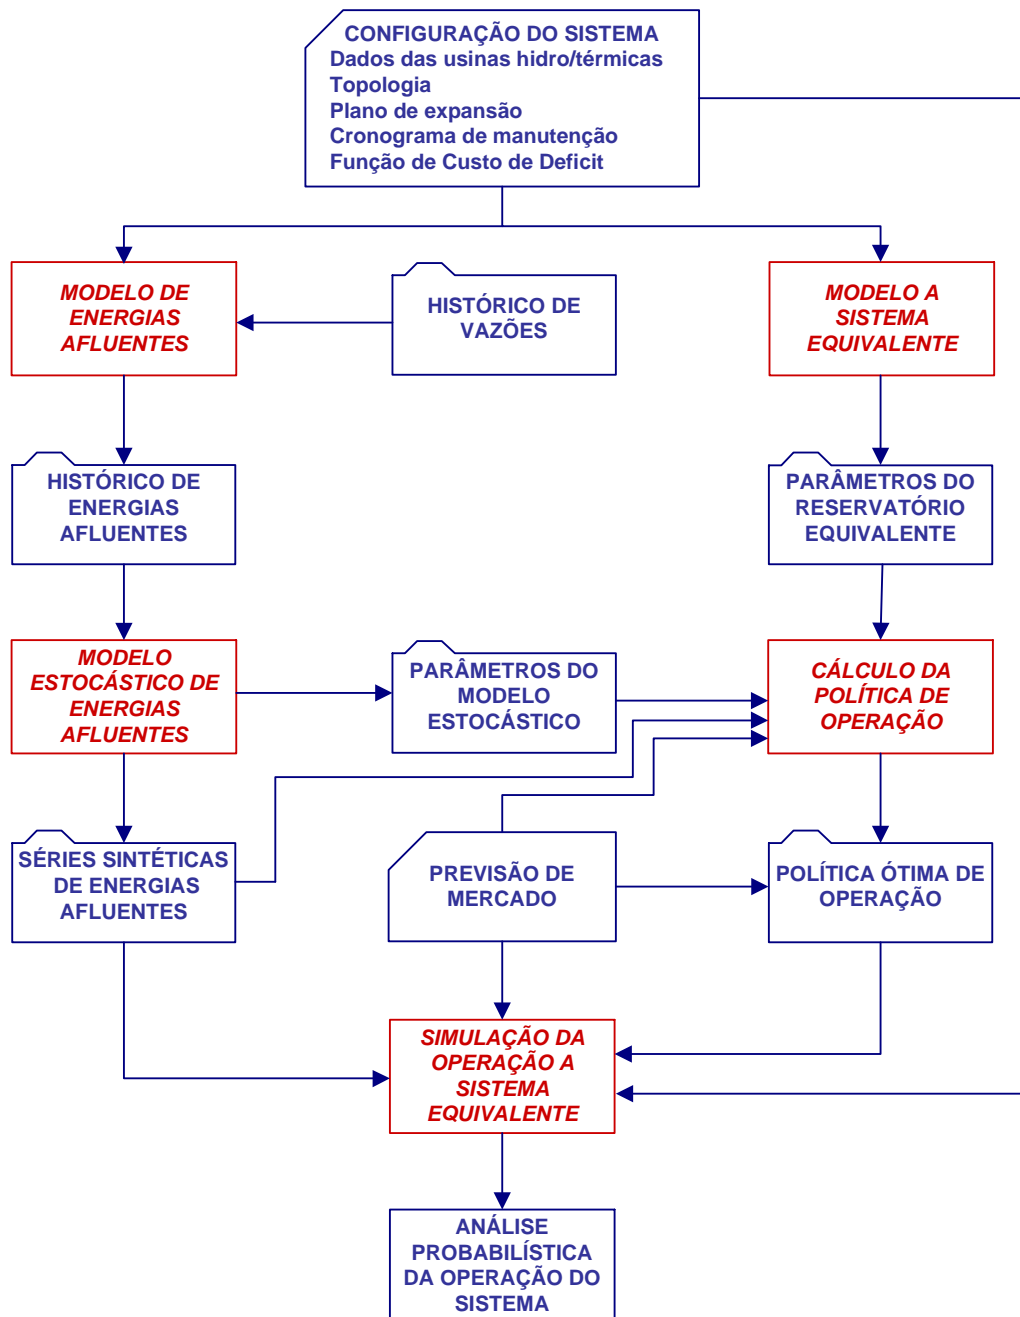 CONFIGURAÇÃO DO SISTEMA
Dados das usinas hidro/térmicas
Topologia
Plano de expansão
Cronograma de manutenção
Função de Custo de Deficit
MODELO DE
ENERGIAS
AFLUENTES
HISTÓRICO DE
VAZÕES
MODELO A
SISTEMA
EQUIVALENTE
HISTÓRICO DE
ENERGIAS
AFLUENTES
PARÂMETROS DO
RESERVATÓRIO
EQUIVALENTE
MODELO
ESTOCÁSTICO DE
ENERGIAS
AFLUENTES
PARÂMETROS DO
MODELO
ESTOCÁSTICO
CÁLCULO DA
POLÍTICA DE
OPERAÇÃO
SÉRIES SINTÉTICAS
DE ENERGIAS
AFLUENTES
PREVISÃO DE
MERCADO
POLÍTICA ÓTIMA DE
OPERAÇÃO
SIMULAÇÃO DA
OPERAÇÃO A
SISTEMA
EQUIVALENTE
ANÁLISE
PROBABILÍSTICA
DA OPERAÇÃO DO
SISTEMA